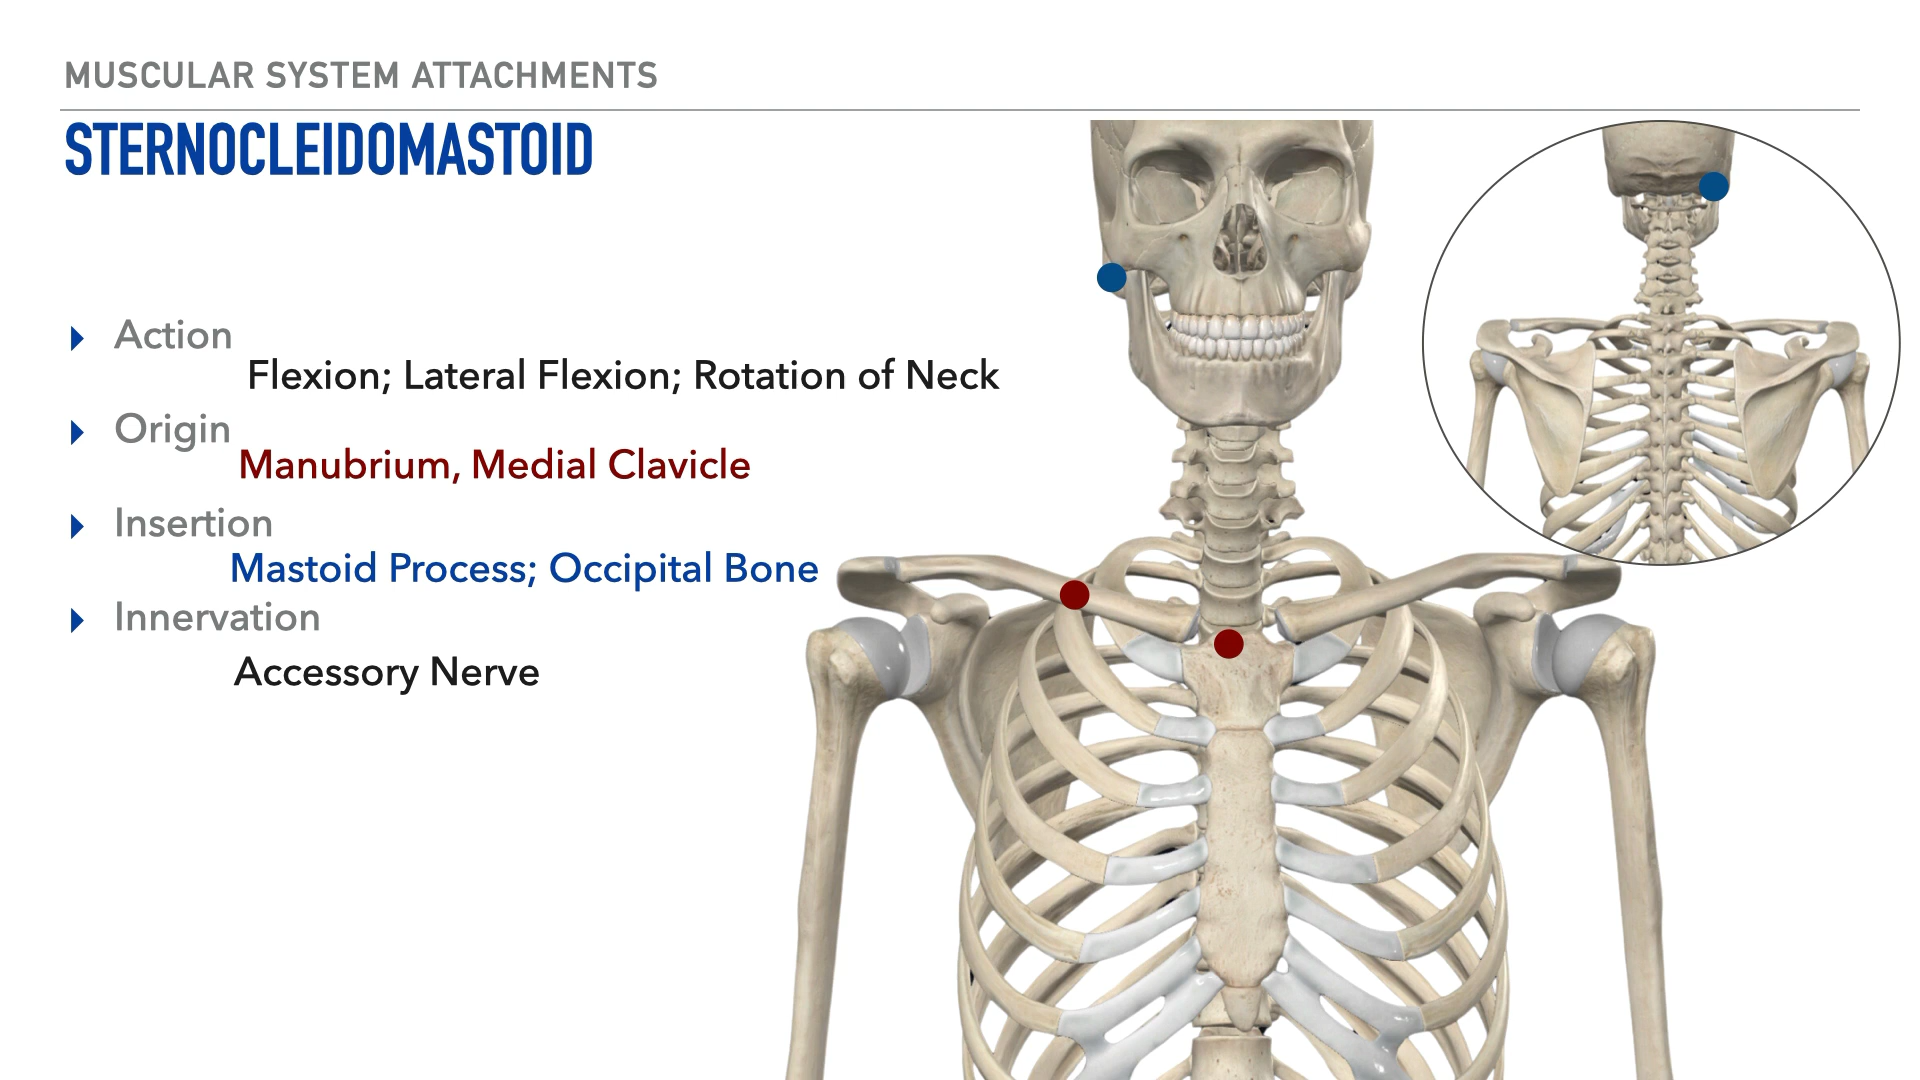 MUSCULAR SYSTEM ATTACHMENTS
STERNOCLEIDOMASTOID
Action
Flexion; Lateral Flexion; Rotation of Neck
Origin
Manubrium, Medial Clavicle
Insertion
Mastoid Process; Occipital Bone
Innervation
Accessory Nerve